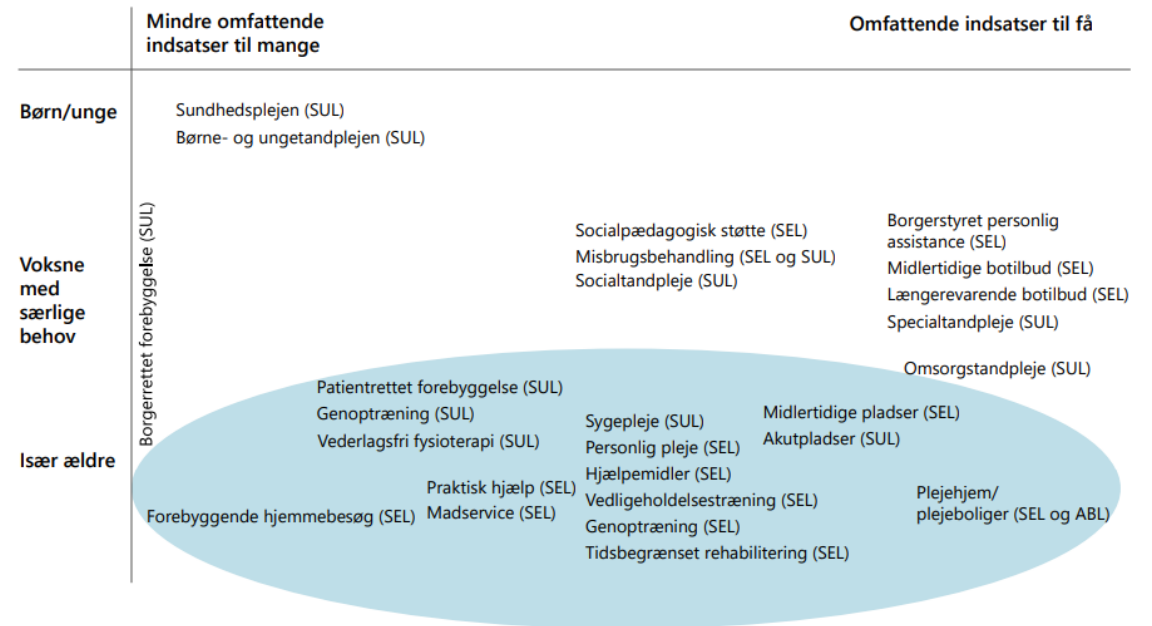 Mindre omfattende
indsatser til mange
Omfattende indsatser til få
Børn/unge
Sundhedsplejen (SUL)
Børne- og ungetandplejen (SUL)
Borgerrettet forebyggelse (SUL)
Voksne
med
særlige
behov
Socialpædagogisk støtte (SEL)
Misbrugsbehandling (SEL og SUL)
Socialtandpleje (SUL)
Borgerstyret personlig
assistance (SEL)
Midlertidige botilbud (SEL)
Længerevarende botilbud (SEL)
Specialtandpleje (SUL)
Omsorgstandpleje (SUL)
Især ældre
Patientrettet forebyggelse (SUL)
Genoptræning (SUL)
Vederlagsfri fysioterapi (SUL)
Forebyggende hjemmebesøg (SEL)
Praktisk hjælp (SEL)
Madservice (SEL)
Sygepleje (SUL)
Personlig pleje (SEL)
Hjælpemidler (SEL)
Vedligeholdelsestræning (SEL)
Genoptræning (SEL)
Tidsbegrænset rehabilitering (SEL)
Midlertidige pladser (SEL)
Akutpladser (SUL)
Plejehjem/
plejeboliger (SEL og ABL)